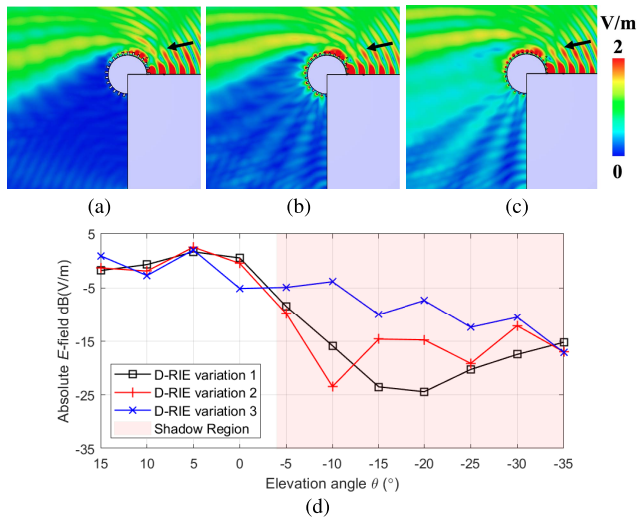 V/m
2
0
(a) (b) (c)
Absolute E-field dB(V/m)
5
-5
-15
-25
-35
D-RIE variation 1
D-RIE variation 2
D-RIE variation 3
Shadow Region
15 10 5 0 -5 -10 -15 -20 -25 -30 -35
Elevation angle θ (°)
(d)